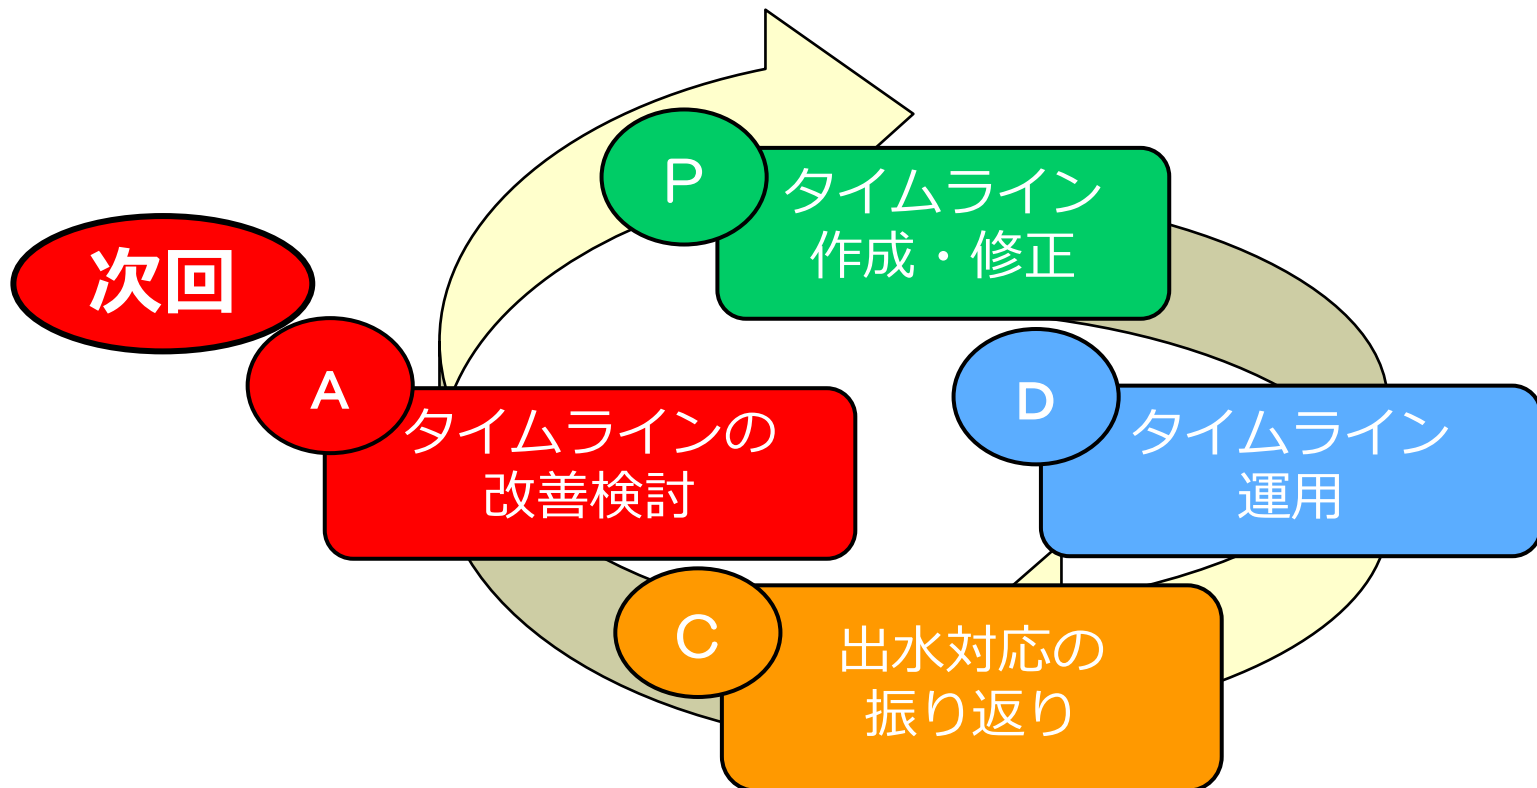 P
タイムライン
作成・修正
次回
A
タイムラインの
改善検討
D
タイムライン
運用
C
出水対応の
振り返り